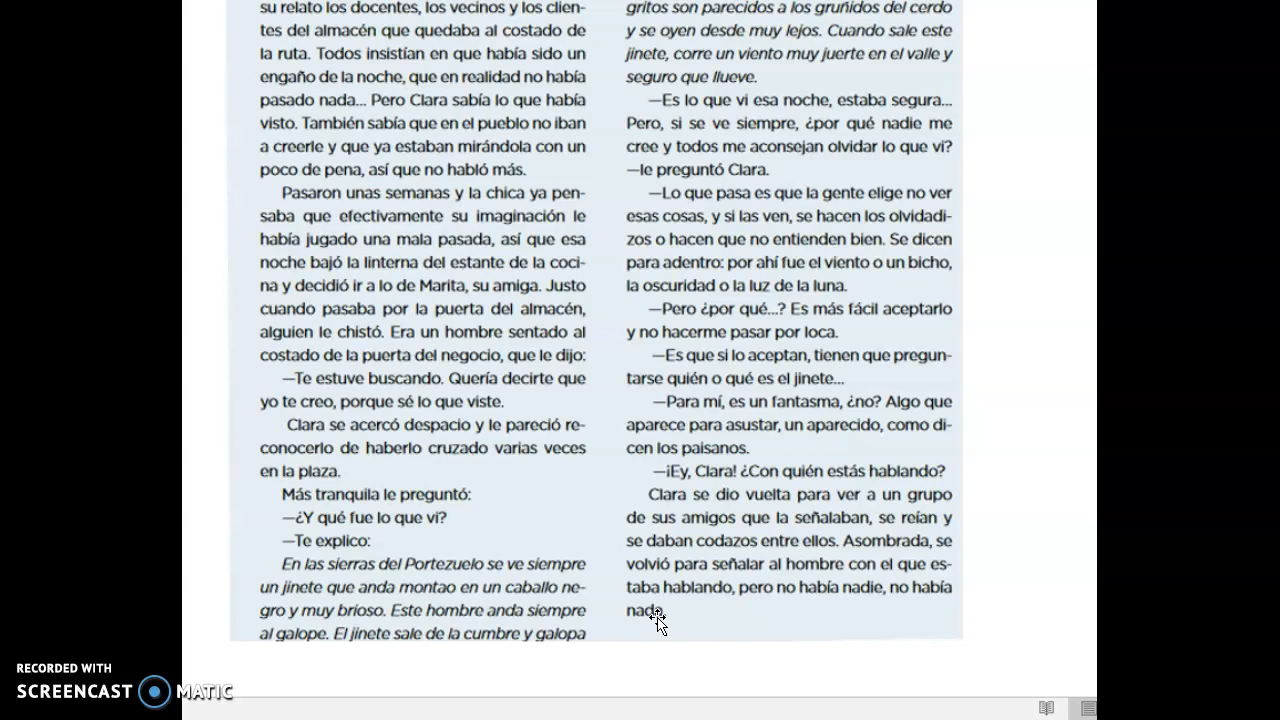 su relato los docentes, los vecinos y los clien-
tes del almacén que quedaba al costado de
la ruta. Todos insistían en que había sido un
engaño de la noche, que en realidad no había
pasado nada... Pero Clara sabía lo que había
visto. También sabía que en el pueblo no iban
a creerle y que ya estaban mirándola con un
poco de pena, así que no habló más.
Pasaron unas semanas y la chica ya pen-
saba que efectivamente su imaginación le
había jugado una mala pasada, así que esa
noche bajó la linterna del estante de la coci-
na y decidió ir a lo de Marita, su amiga. Justo
cuando pasaba por la puerta del almacén,
alguien le chistó. Era un hombre sentado al
costado de la puerta del negocio, que le dijo:
—Te estuve buscando. Quería decirte que
yo te creo, porque sé lo que viste.
Clara se acercó despacio y le pareció re-
conocerlo de haberlo cruzado varias veces
en la plaza.
Más tranquila le preguntó:
—¿Y qué fue lo que vi?
—Te explico:
En las sierras del Portezuelo se ve siempre
un jinete que anda montao en un caballo ne-
gro y muy brioso. Este hombre anda siempre
al galope. El jinete sale de la cumbre y galopa
gritos son parecidos a los gruñidos del cerdo
y se oyen desde muy lejos. Cuando sale este
jinete, corre un viento muy juerte en el valle y
seguro que llueve.
—Es lo que vi esa noche, estaba segura...
Pero, si se ve siempre, ¿por qué nadie me
cree y todos me aconsejan olvidar lo que vi?
—le preguntó Clara.
—Lo que pasa es que la gente elige no ver
esas cosas, y si las ven, se hacen los olvidadi-
zos o hacen que no entienden bien. Se dicen
para adentro: por ahí fue el viento o un bicho,
la oscuridad o la luz de la luna.
—Pero ¿por qué...? Es más fácil aceptarlo
y no hacerme pasar por loca.
—Es que si lo aceptan, tienen que pregun-
tarse quién o qué es el jinete...
—Para mí, es un fantasma, ¿no? Algo que
aparece para asustar, un aparecido, como di-
cen los paisanos.
—¡Ey, Clara! ¿Con quién estás hablando?
Clara se dio vuelta para ver a un grupo
de sus amigos que la señalaban, se reían y
se daban codazos entre ellos. Asombrada, se
volvió para señalar al hombre con el que es-
taba hablando, pero no había nadie, no había
nada.
RECORDED WITH
SCREENCAST MATIC